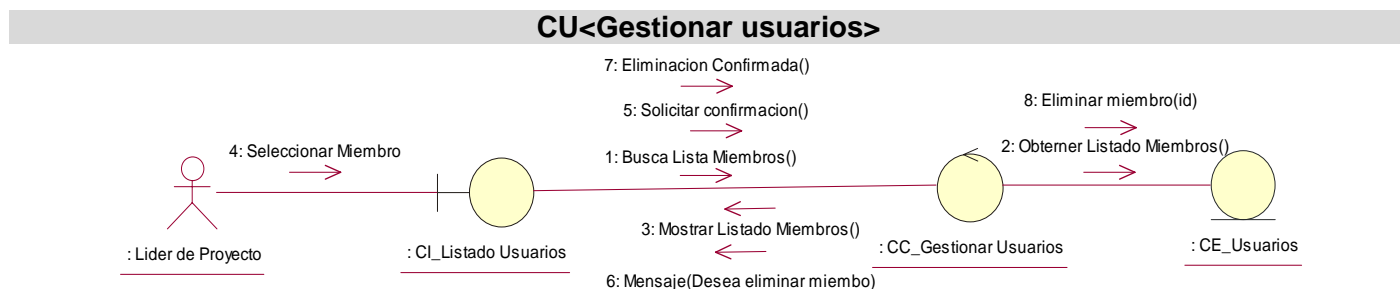 CU<Gestionar usuarios>
7: Eliminacion Confirmada()
5: Solicitar confirmacion()
8: Eliminar miembro(id)
4: Seleccionar Miembro
1: Busca Lista Miembros()
2: Obterner Listado Miembros()
3: Mostrar Listado Miembros()
: Lider de Proyecto
: CI_Listado Usuarios
: CC_Gestionar Usuarios
: CE_Usuarios
6: Mensaje(Desea eliminar miembo)